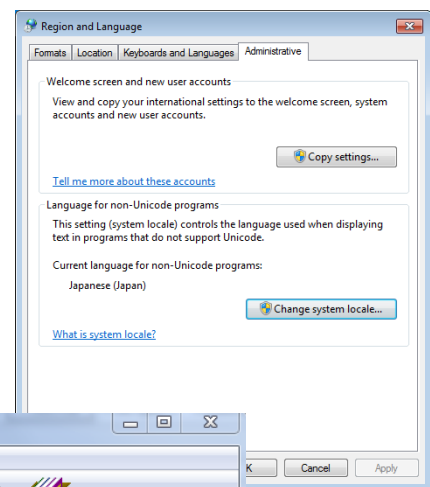 Region and Language
Formats Location Keyboards and Languages Administrative
Welcome screen and new user accounts
View and copy your international settings to the welcome screen, system
accounts and new user accounts.
Copy settings...
Tell me more about these accounts
Language for non-Unicode programs
This setting (system locale) controls the language used when displaying
text in programs that do not support Unicode.
Current language for non-Unicode programs:
Japanese (Japan)
Change system locale...
What is system locale?
K Cancel Apply